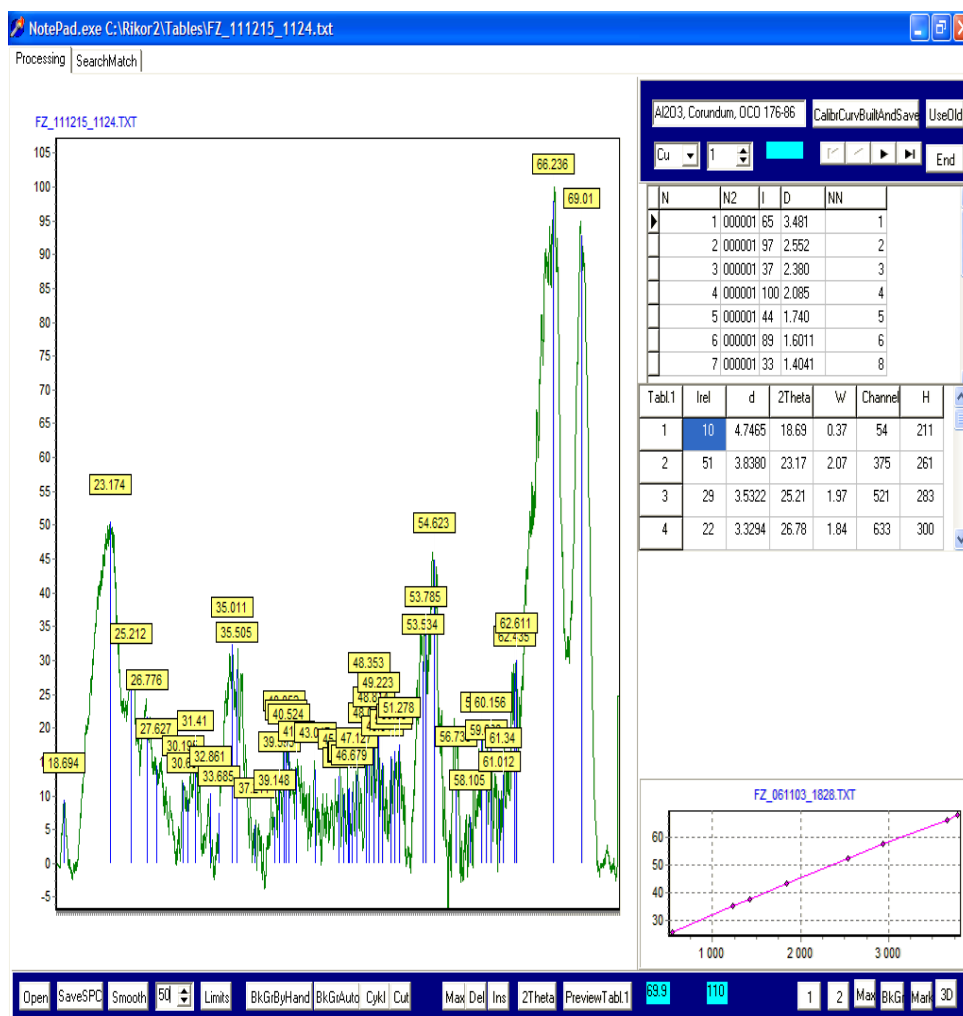 NotePad.exe C:\Rikor2\Tables\FZ_111215_1124.txt
Processing SearchMatch
FZ_111215_1124.TXT
105
100
95
90
85
80
75
70
65
60
55
50
45
40
35
30
25
20
15
10
5
0
-5
66.236
69.01
23.174
54.623
53.785
53.534
35.011
35.505
62.611
62.435
25.212
48.353
49.223
26.776
51.278
60.156
40.524
31.41
27.627
47.127
61.34
32.861
46.679
18.694
61.012
33.685
39.148
58.105
Al2O3, Corundum, OCO 176-86 CalibrCurvBuiltAndSave UseOld
Cu 1 End
N N2 I D NN
1 000001 65 3.481 1
2 000001 97 2.552 2
3 000001 37 2.380 3
4 000001 100 2.085 4
5 000001 44 1.740 5
6 000001 89 1.6011 6
7 000001 33 1.4041 8
Tabl.1 Irel d 2Theta W Channel H
1 10 4.7465 18.69 0.37 54 211
2 51 3.8380 23.17 2.07 375 261
3 29 3.5322 25.21 1.97 521 283
4 22 3.3294 26.78 1.84 633 300
FZ_061103_1828.TXT
60
50
40
30
1 000 2 000 3 000
Open SaveSPC Smooth 50 Limits BkGrByHand BkGrAuto Cykl Cut Max Del Ins 2Theta PreviewTabl.1 69.9 110 1 2 Max BkGr Mark 3D